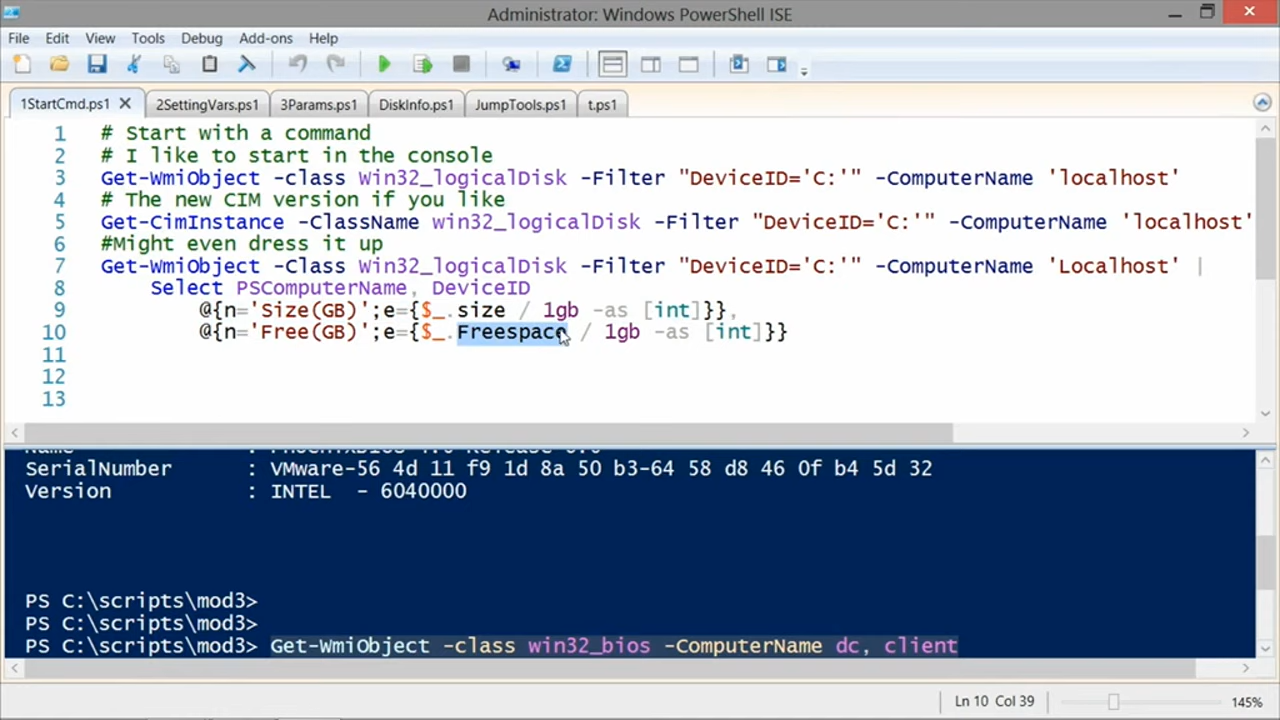 Administrator: Windows PowerShell ISE
File Edit View Tools Debug Add-ons Help
1StartCmd.ps1 2SettingVars.ps1 3Params.ps1 DiskInfo.ps1 JumpTools.ps1 t.ps1
1 # Start with a command
2 # I like to start in the console
3 Get-WmiObject -class Win32_logicalDisk -Filter "DeviceID='C:'" -ComputerName 'localhost'
4 # The new CIM version if you like
5 Get-CimInstance -ClassName win32_logicalDisk -Filter "DeviceID='C:'" -ComputerName 'localhost'
6 #Might even dress it up
7 Get-WmiObject -Class Win32_logicalDisk -Filter "DeviceID='C:'" -ComputerName 'Localhost' |
8 Select PSComputerName, DeviceID
9 @{n='Size(GB)';e={$_.size / 1gb -as [int]}},
10 @{n='Free(GB)';e={$_.Freespace / 1gb -as [int]}}
11
12
13
SerialNumber : VMware-56 4d 11 f9 1d 8a 50 b3-64 58 d8 46 0f b4 5d 32
Version : INTEL - 6040000
PS C:\scripts\mod3>
PS C:\scripts\mod3>
PS C:\scripts\mod3> Get-WmiObject -class win32_bios -ComputerName dc, client
Ln 10 Col 39 145%